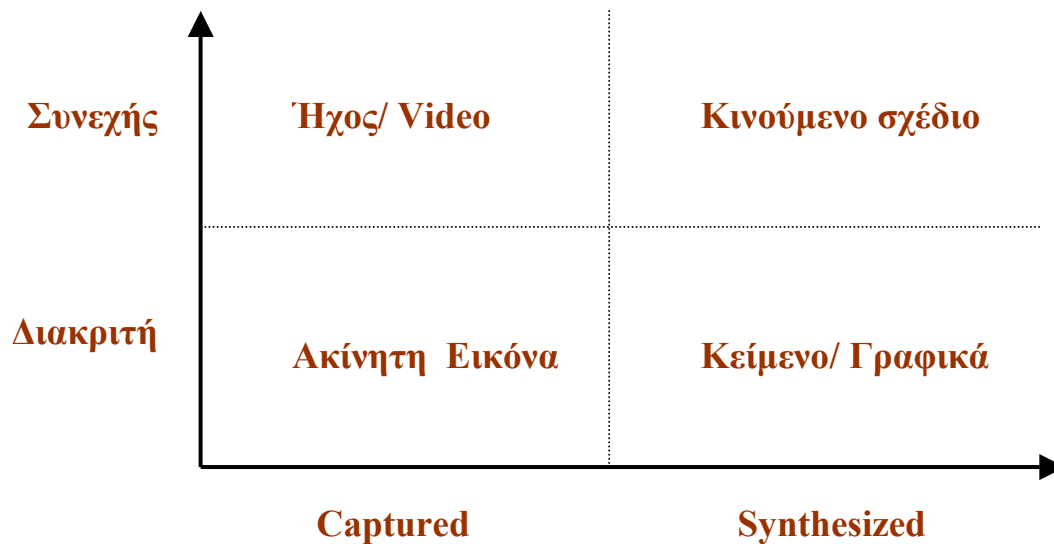 Συνεχής Ήχος/ Video Κινούμενο σχέδιο
Διακριτή Ακίνητη Εικόνα Κείμενο/ Γραφικά
Captured Synthesized